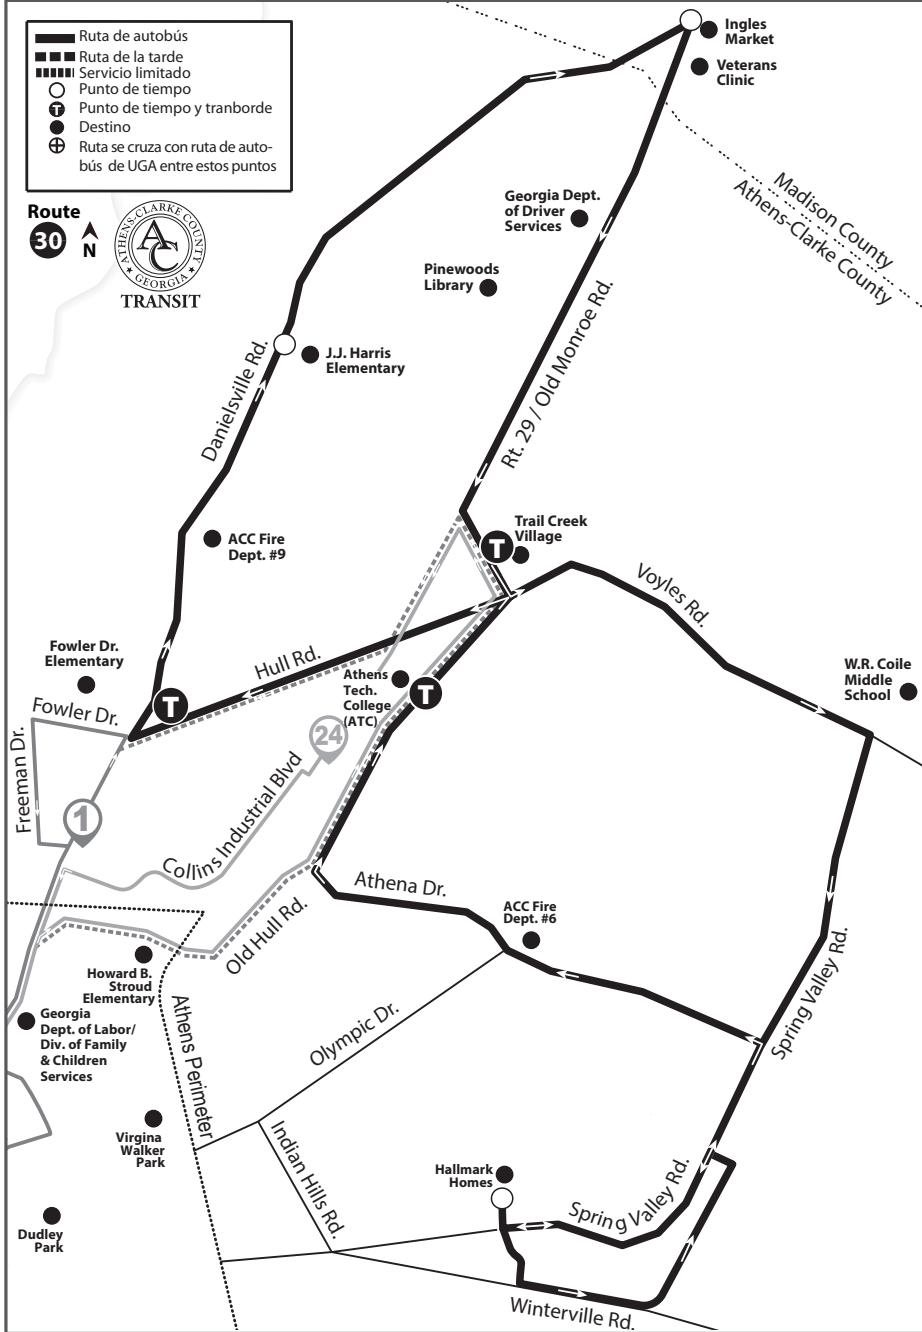 Ruta de autobús
Ruta de la tarde
Servicio limitado
Punto de tiempo
T Punto de tiempo y tranborde
Destino
Ruta se cruza con ruta de auto-
bús de UGA entre estos puntos
Route
30
N
ATHENS-CLARKE COUNTY
AC
GEORGIA
TRANSIT
Ingles
Market
Veterans
Clinic
Madison County
Athens-Clarke County
Georgia Dept.
of Driver
Services
Pinewoods
Library
Rt. 29 / Old Monroe Rd.
J.J. Harris
Elementary
Danielsville Rd.
ACC Fire
Dept. #9
Trail Creek
Village
T
Voyles Rd.
Fowler Dr.
Elementary
Hull Rd.
W.R. Coile
Middle
School
Athens
Tech.
College
(ATC)
T
T
Fowler Dr.
Freeman Dr.
24
1
Collins Industrial Blvd
Athena Dr.
ACC Fire
Dept. #6
Old Hull Rd.
Spring Valley Rd.
Howard B.
Stroud
Elementary
Georgia
Dept. of Labor/
Div. of Family
& Children
Services
Athens Perimeter
Olympic Dr.
Virgina
Walker
Park
Indian Hills Rd.
Hallmark
Homes
Spring Valley Rd.
Dudley
Park
Winterville Rd.